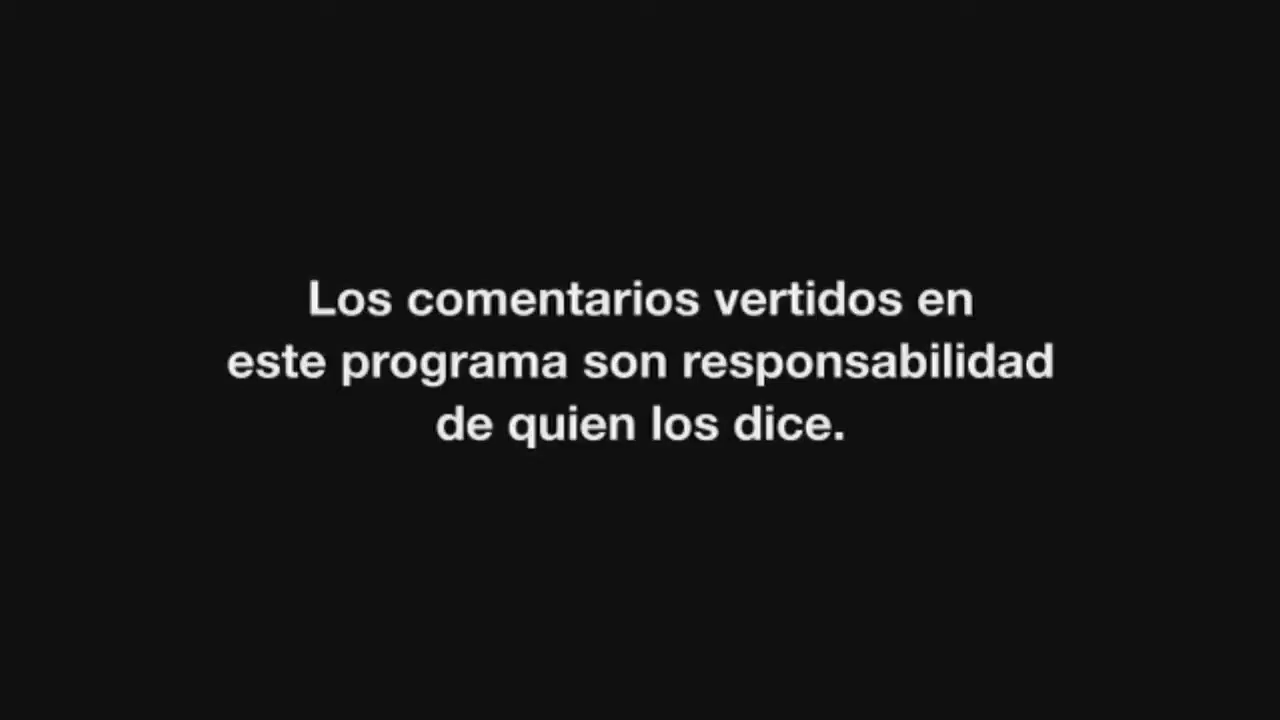 Los comentarios vertidos en
este programa son responsabilidad
de quien los dice.